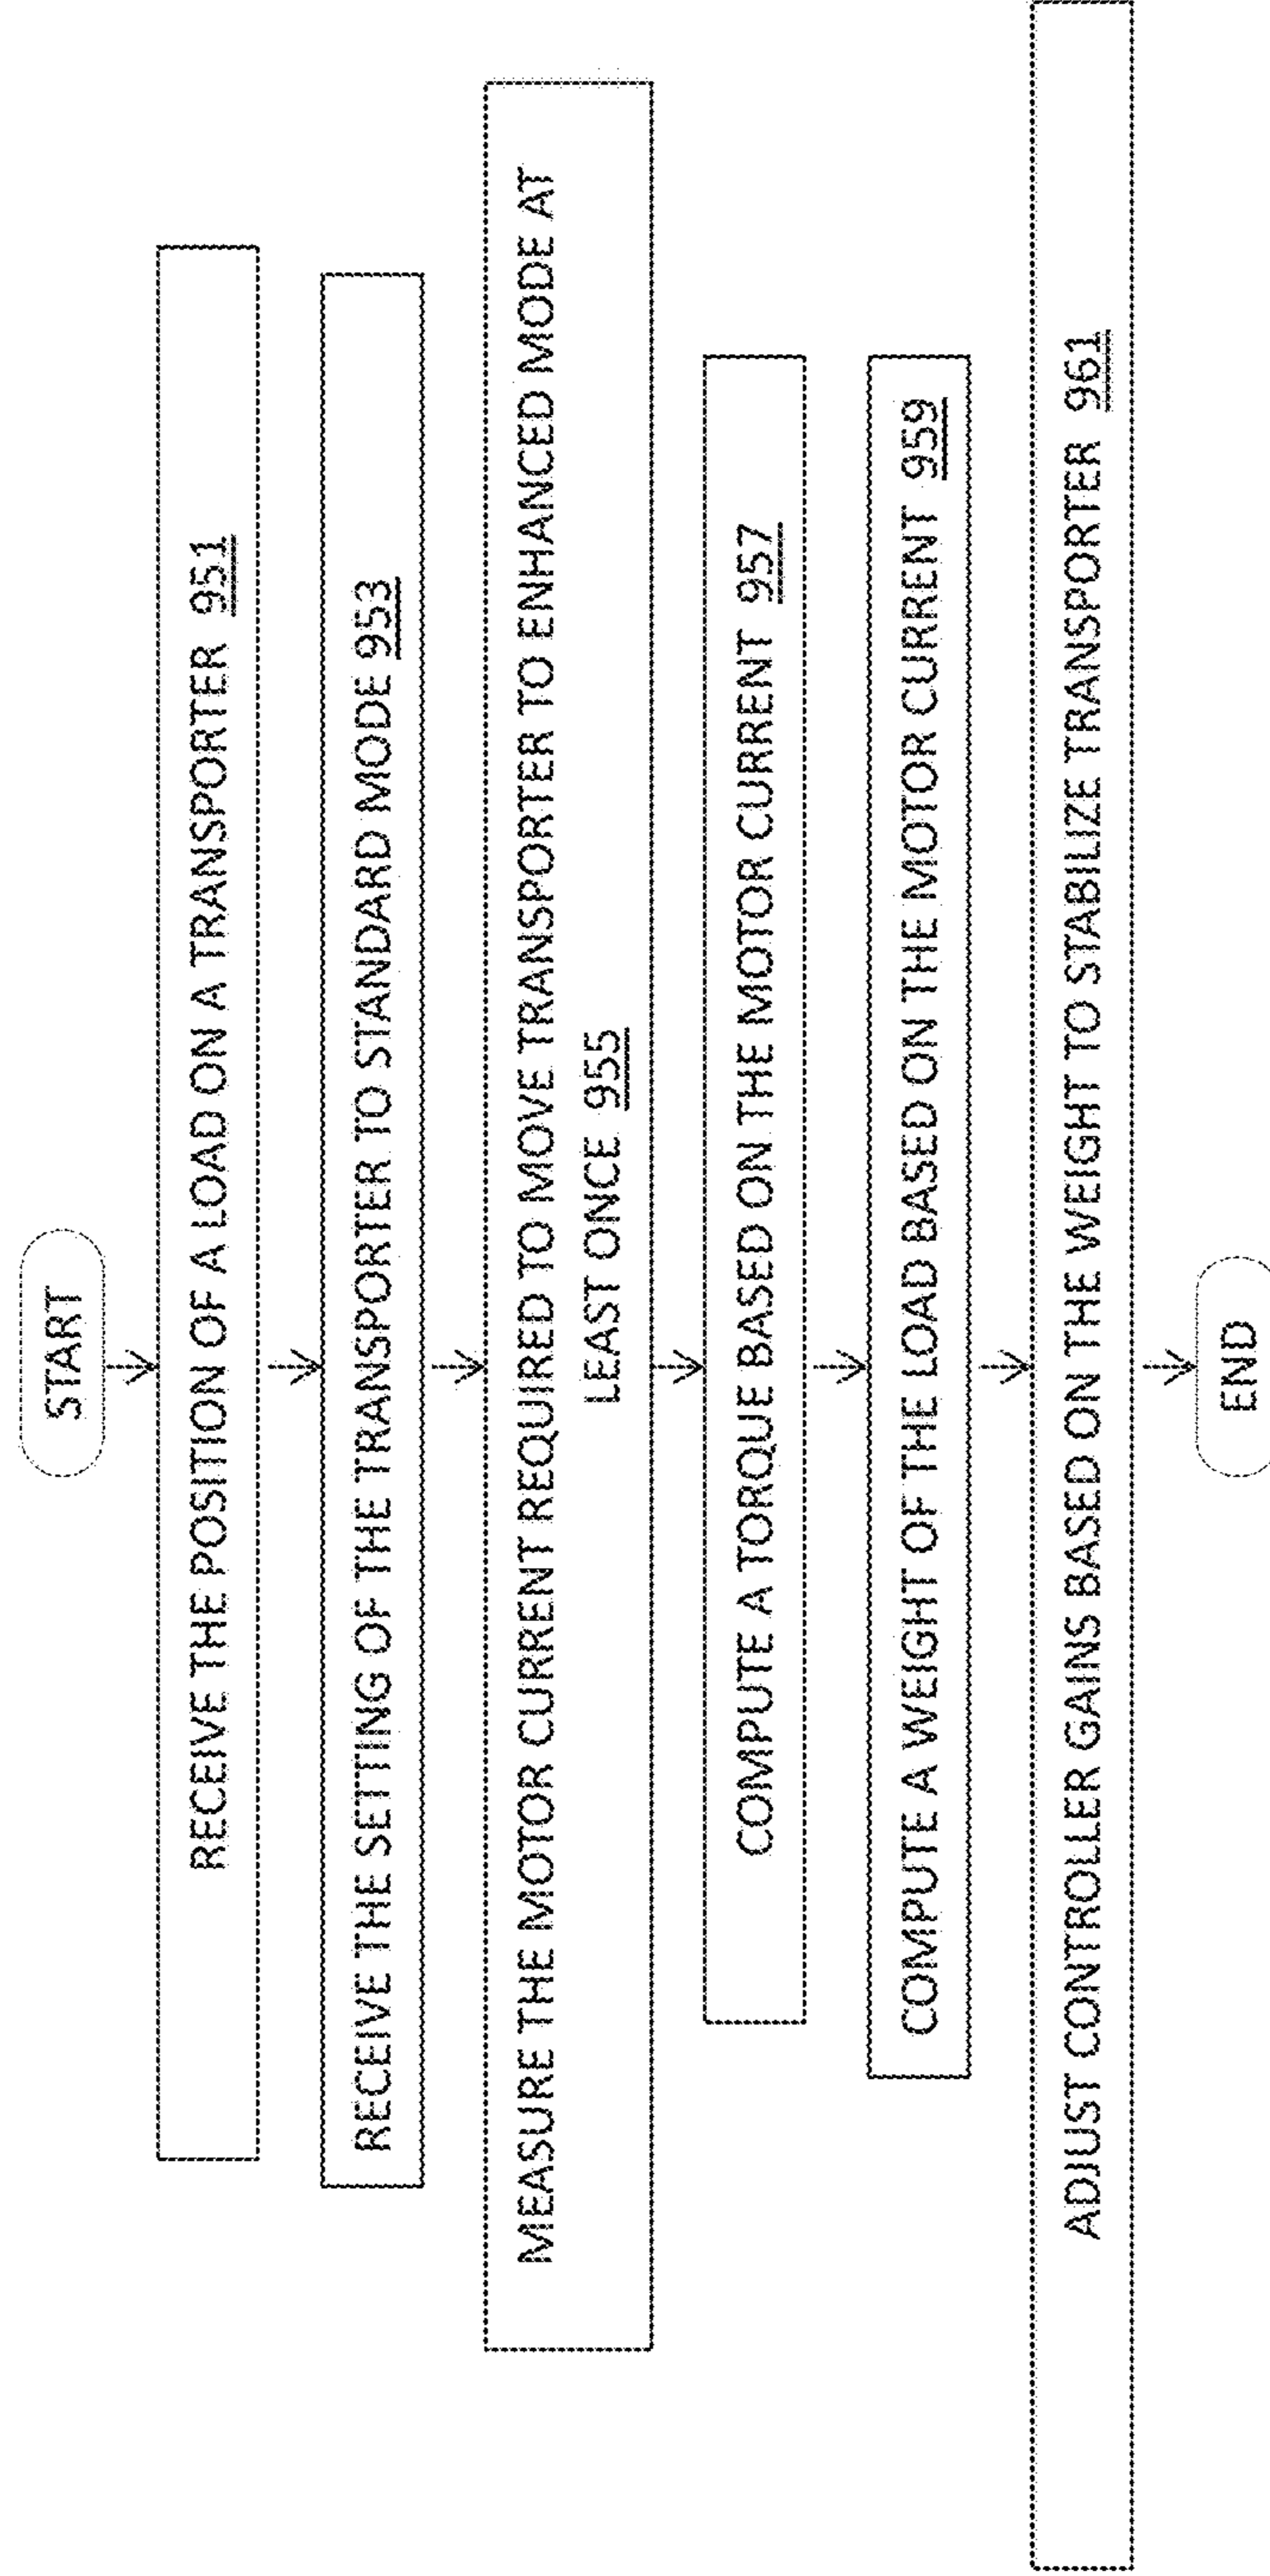 START
RECEIVE THE POSITION OF A LOAD ON A TRANSPORTER 951
RECEIVE THE SETTING OF THE TRANSPORTER TO STANDARD MODE 953
MEASURE THE MOTOR CURRENT REQUIRED TO MOVE TRANSPORTER TO ENHANCED MODE AT
LEAST ONCE 955
COMPUTE A TORQUE BASED ON THE MOTOR CURRENT 957
COMPUTE A WEIGHT OF THE LOAD BASED ON THE MOTOR CURRENT 959
ADJUST CONTROLLER GAINS BASED ON THE WEIGHT TO STABILIZE TRANSPORTER 961
END